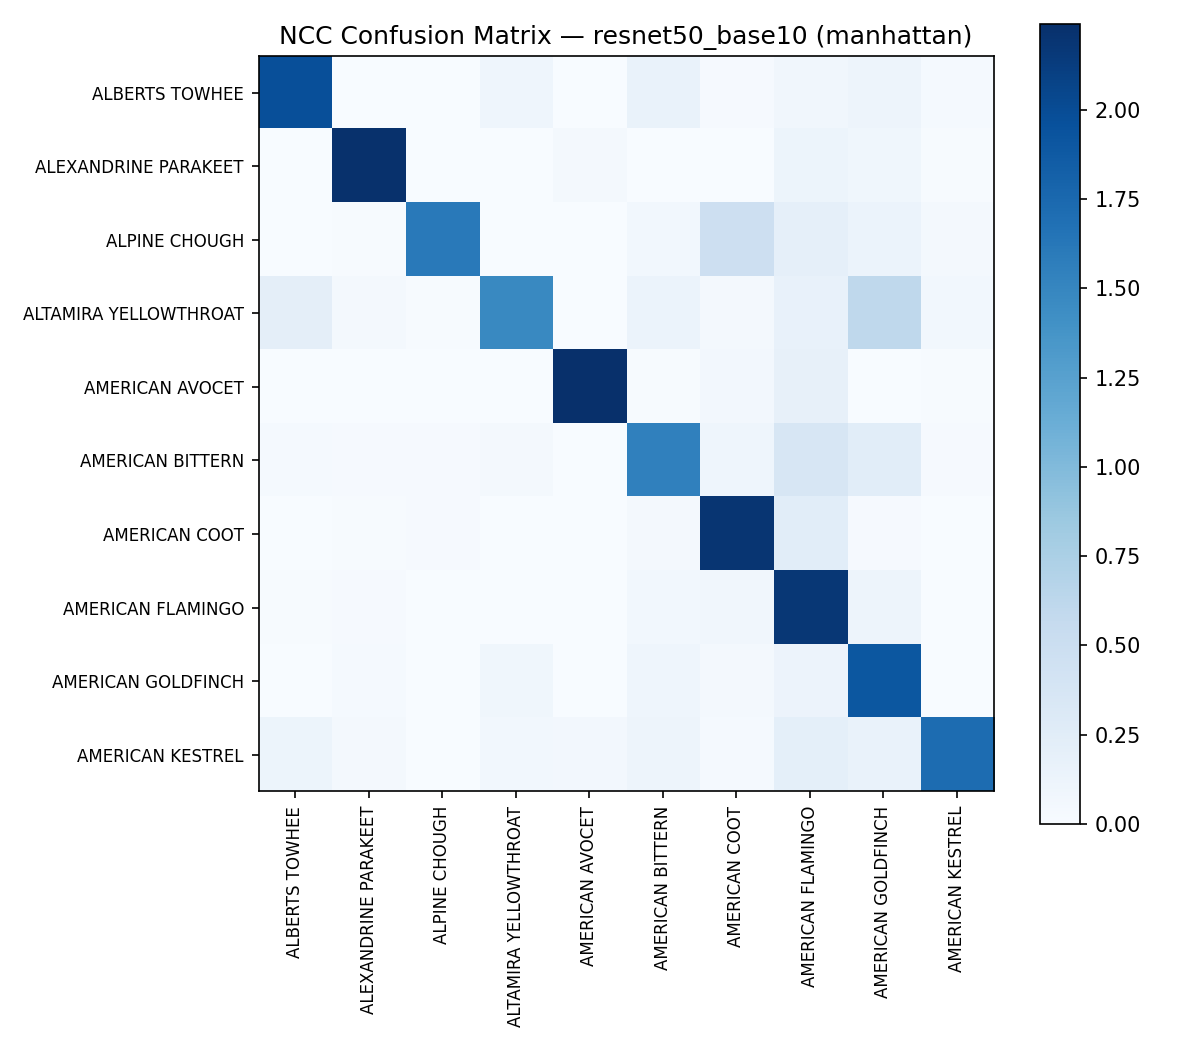 NCC Confusion Matrix — resnet50_base10 (manhattan)
ALBERTS TOWHEE
ALEXANDRINE PARAKEET
ALPINE CHOUGH
ALTAMIRA YELLOWTHROAT
AMERICAN AVOCET
AMERICAN BITTERN
AMERICAN COOT
AMERICAN FLAMINGO
AMERICAN GOLDFINCH
AMERICAN KESTREL
ALBERTS TOWHEE
ALEXANDRINE PARAKEET
ALPINE CHOUGH
ALTAMIRA YELLOWTHROAT
AMERICAN AVOCET
AMERICAN BITTERN
AMERICAN COOT
AMERICAN FLAMINGO
AMERICAN GOLDFINCH
AMERICAN KESTREL
2.00
1.75
1.50
1.25
1.00
0.75
0.50
0.25
0.00